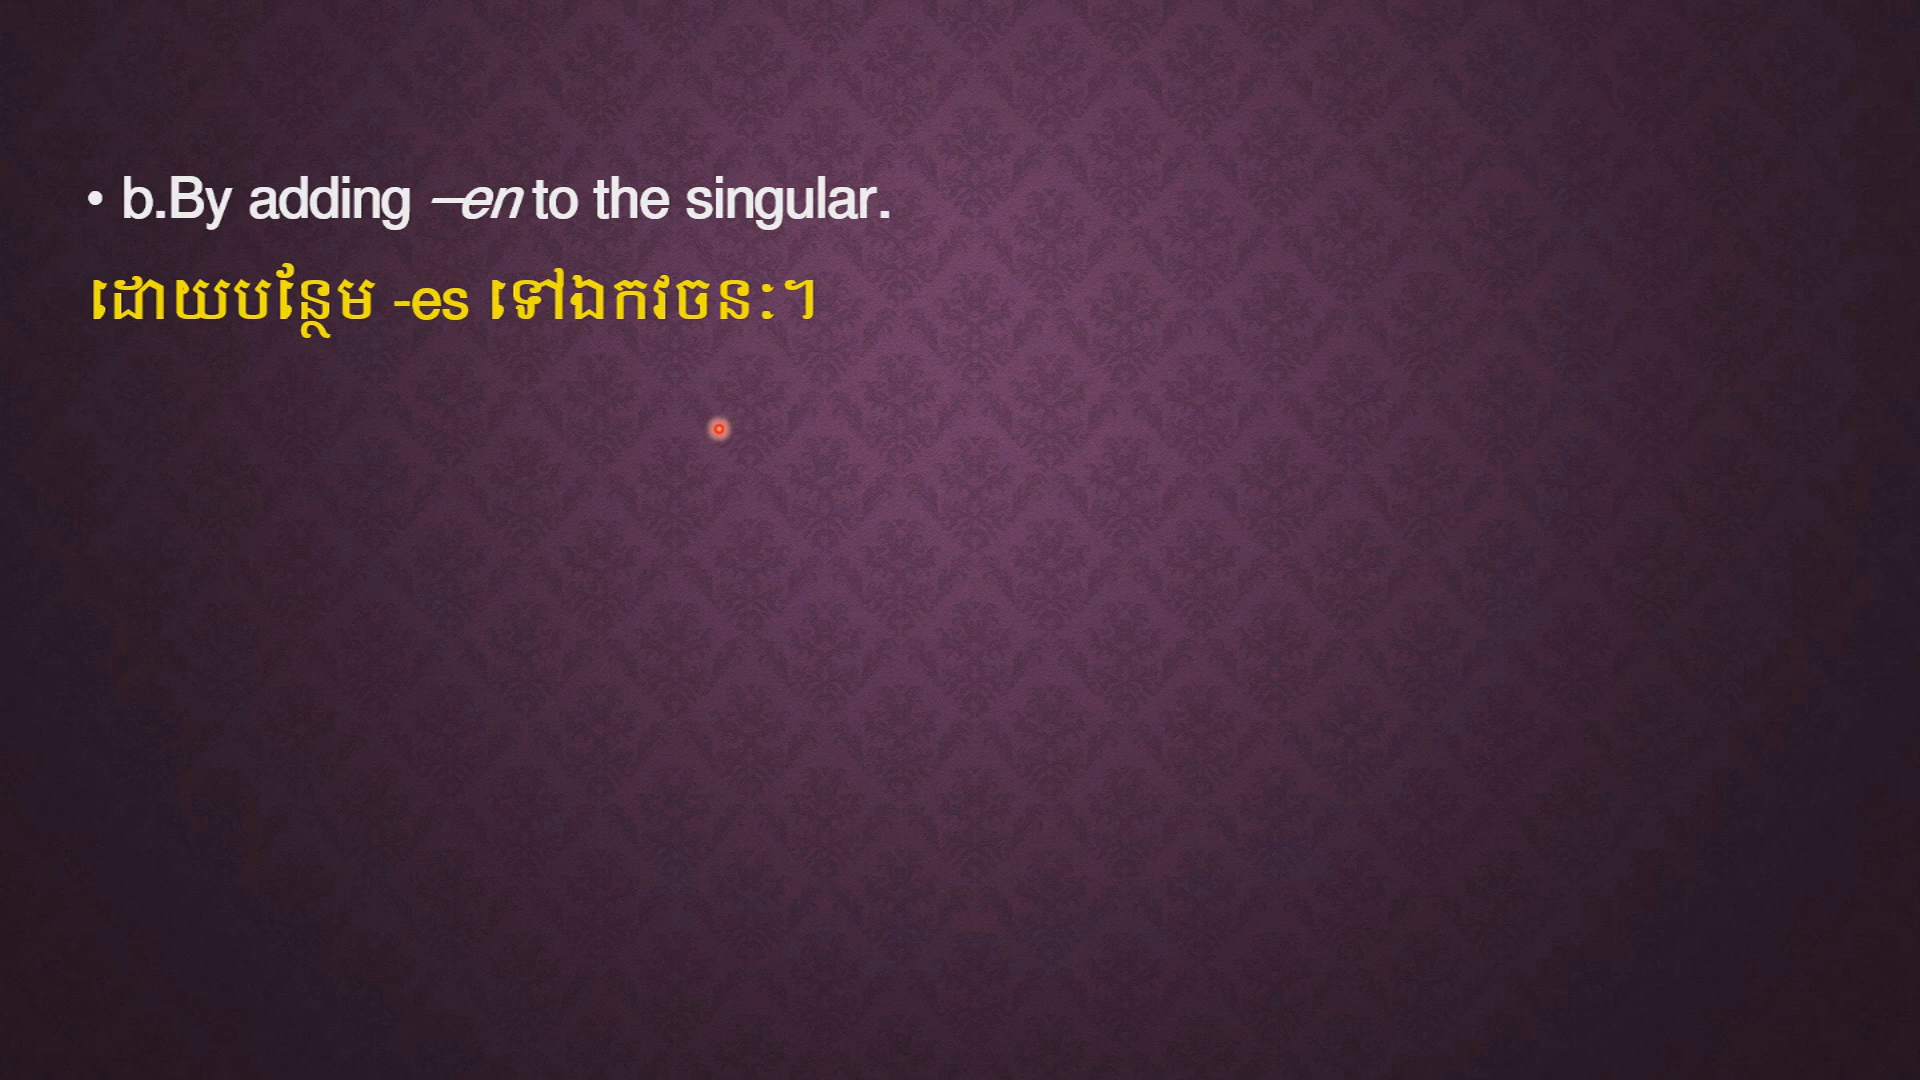 • b.By adding –en to the singular.
ដោយបន្ថែម -es ទៅឯកវចនៈ។